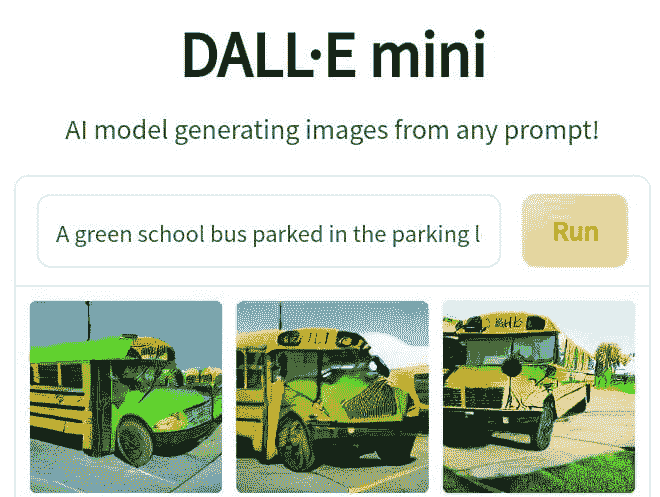 DALL·E mini
AI model generating images from any prompt!
A green school bus parked in the parking l
Run